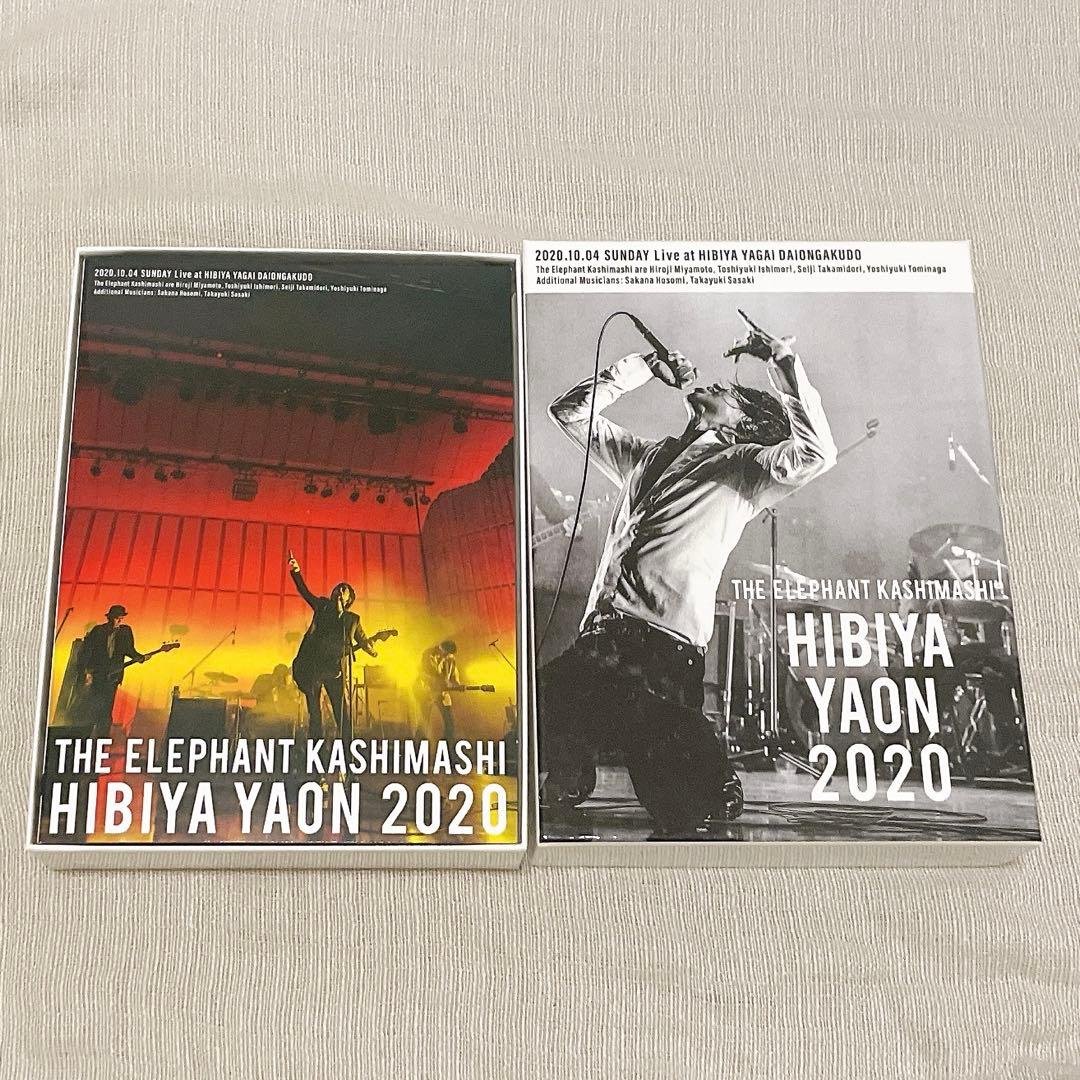 2020.10.04 SUNDAY Live at HIBIYA YAGAI DAIONGAKUDO
The Elephant Kashimashi are Hiroji Miyamoto, Toshiyuki Ishimori, Seiji Takamidori, Yoshiyuki Tominaga
Additional Musicians: Sakana Hosomi, Takayuki Sasaki
THE ELEPHANT KASHIMASHI
HIBIYA YAON 2020
2020.10.04 SUNDAY Live at HIBIYA YAGAI DAIONGAKUDO
The Elephant Kashimashi are Hiroji Miyamoto, Toshiyuki Ishimori, Seiji Takamidori, Yoshiyuki Tominaga
Additional Musicians: Sakana Hosomi, Takayuki Sasaki
THE ELEPHANT KASHIMASHI
HIBIYA
YAON
2020